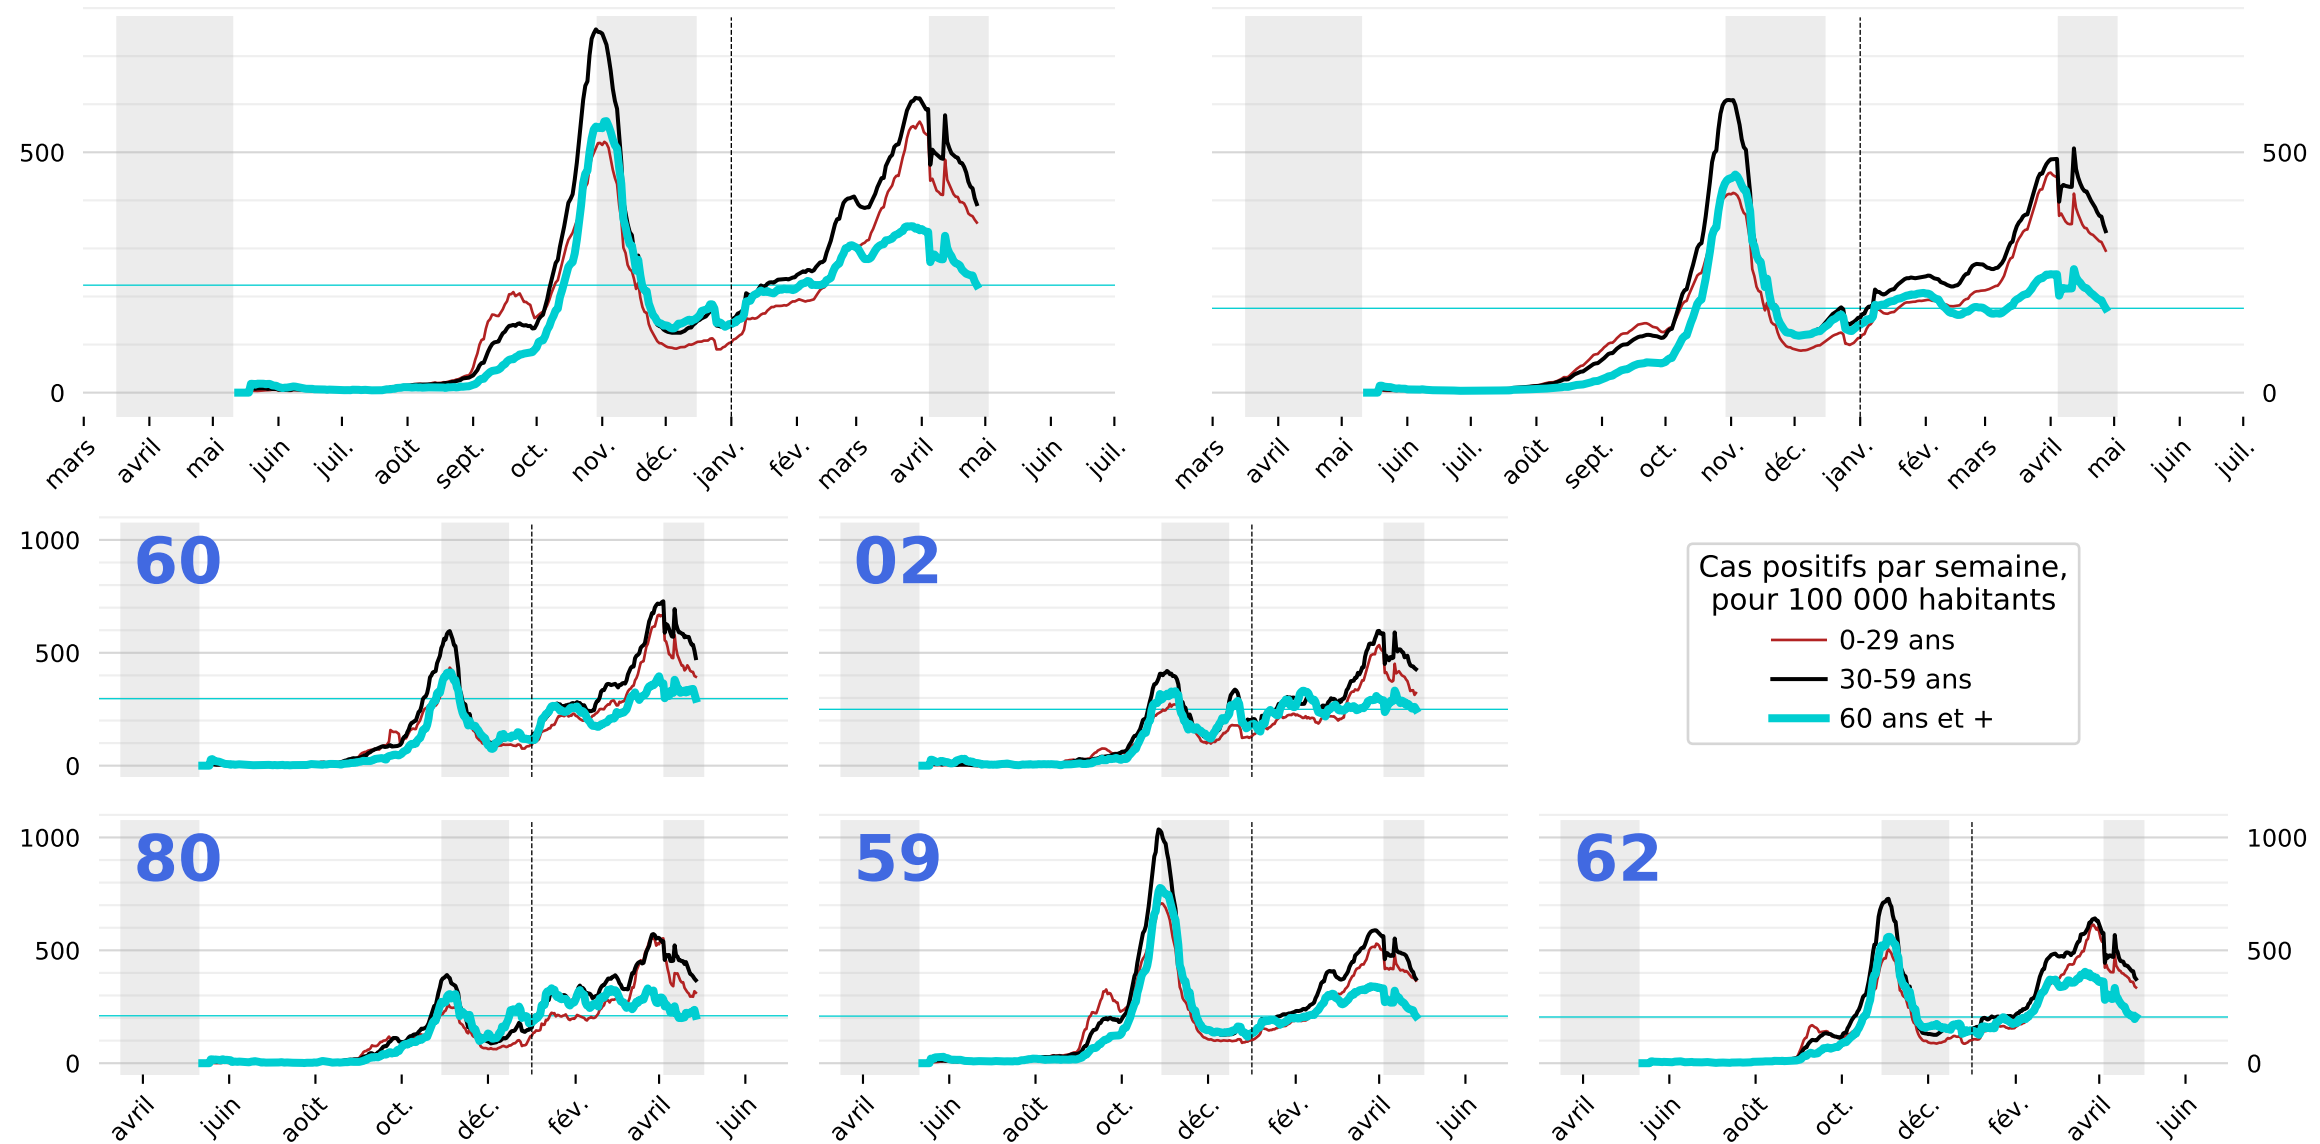 500
0
mars avril mai juin juil. août sept. oct. nov. déc. janv. fév. mars avril mai juin juil.
500
0
mars avril mai juin juil. août sept. oct. nov. déc. janv. fév. mars avril mai juin juil.
1000
500
0
60
02
Cas positifs par semaine,
pour 100 000 habitants
0-29 ans
30-59 ans
60 ans et +
1000
500
0
80
59
62
1000
500
0
avril juin août oct. déc. fév. avril juin
avril juin août oct. déc. fév. avril juin
avril juin août oct. déc. fév. avril juin